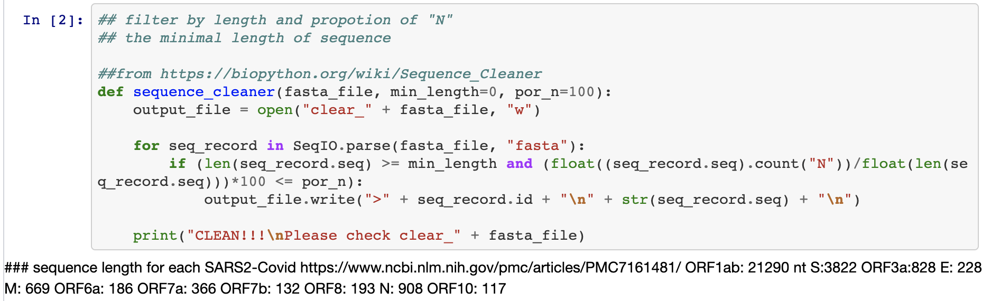 In [2]: ## filter by length and propotion of "N"
## the minimal length of sequence
##from https://biopython.org/wiki/Sequence_Cleaner
def sequence_cleaner(fasta_file, min_length=0, por_n=100):
    output_file = open("clear_" + fasta_file, "w")
    for seq_record in SeqIO.parse(fasta_file, "fasta"):
        if (len(seq_record.seq) >= min_length and (float((seq_record.seq).count("N"))/float(len(se
q_record.seq)))*100 <= por_n):
            output_file.write(">" + seq_record.id + "\n" + str(seq_record.seq) + "\n")
    print("CLEAN!!!\nPlease check clear_" + fasta_file)
### sequence length for each SARS2-Covid https://www.ncbi.nlm.nih.gov/pmc/articles/PMC7161481/ ORF1ab: 21290 nt S:3822 ORF3a:828 E: 228
M: 669 ORF6a: 186 ORF7a: 366 ORF7b: 132 ORF8: 193 N: 908 ORF10: 117